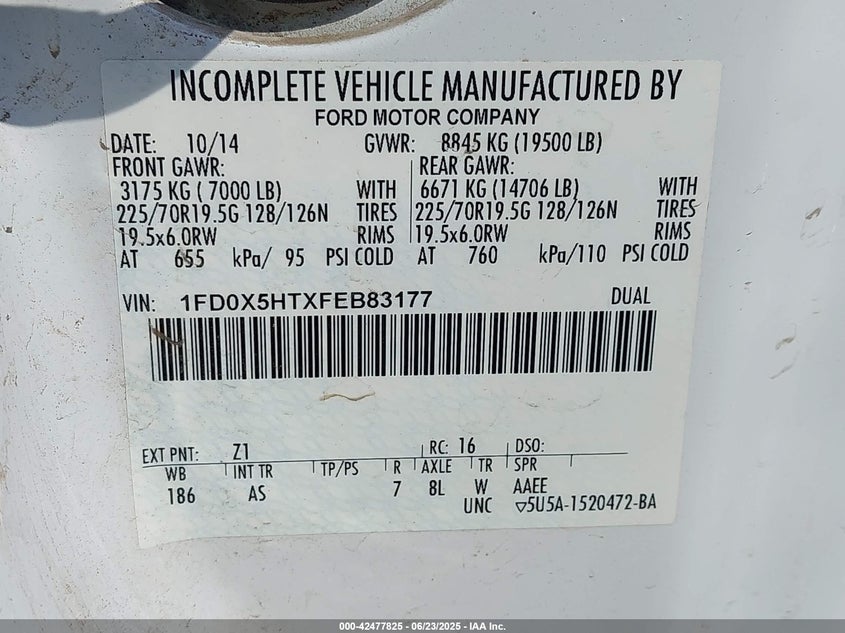 INCOMPLETE VEHICLE MANUFACTURED BY
FORD MOTOR COMPANY
DATE: 10/14 GVWR: 8845 KG (19500 LB)
FRONT GAWR: REAR GAWR:
3175 KG ( 7000 LB) WITH 6671 KG (14706 LB) WITH
225/70R19.5G 128/126N TIRES 225/70R19.5G 128/126N TIRES
19.5x6.0RW RIMS 19.5x6.0RW RIMS
AT 655 kPa/ 95 PSI COLD AT 760 kPa/110 PSI COLD
VIN: 1FD0X5HTXFEB83177 DUAL
EXT PNT: Z1 RC: 16 DSO:
WB INT TR TP/PS R AXLE TR SPR
186 AS 7 8L W AAEE
UNC ▽5U5A-1520472-BA
000-42477825 - 06/23/2025 - IAA Inc.